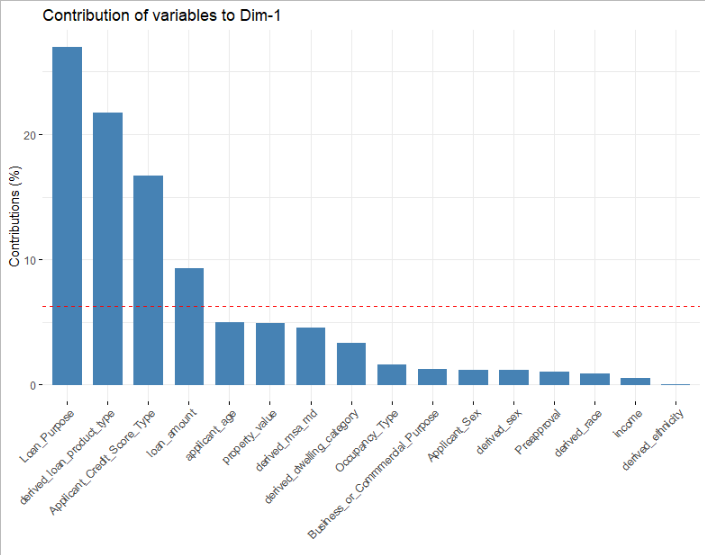 Contribution of variables to Dim-1
Contributions (%)
20
10
0
Loan_Purpose
derived_loan_product_type
Applicant_Credit_Score_Type
loan_amount
applicant_age
property_value
derived_msa_md
derived_dwelling_category
Occupancy_Type
Business_or_Commmercial_Purpose
Applicant_Sex
derived_sex
Preapproval
derived_race
Income
derived_ethnicity